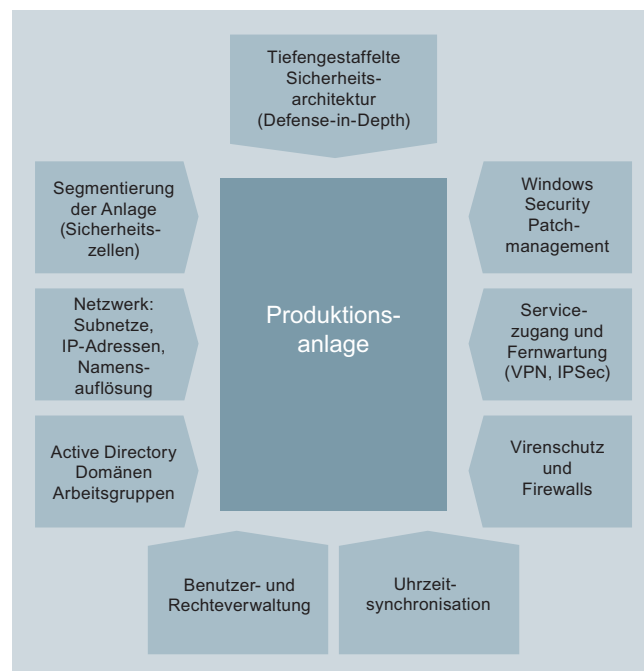 Tiefengestaffelte
Sicherheits-
architektur
(Defense-in-Depth)
Segmentierung
der Anlage
(Sicherheits-
zellen)
Windows
Security
Patch-
management
Produktions-
anlage
Netzwerk:
Subnetze,
IP-Adressen,
Namens-
auflösung
Service-
zugang und
Fernwartung
(VPN, IPSec)
Active Directory
Domänen
Arbeitsgruppen
Virenschutz
und
Firewalls
Benutzer- und
Rechteverwaltung
Uhrzeit-
synchronisation